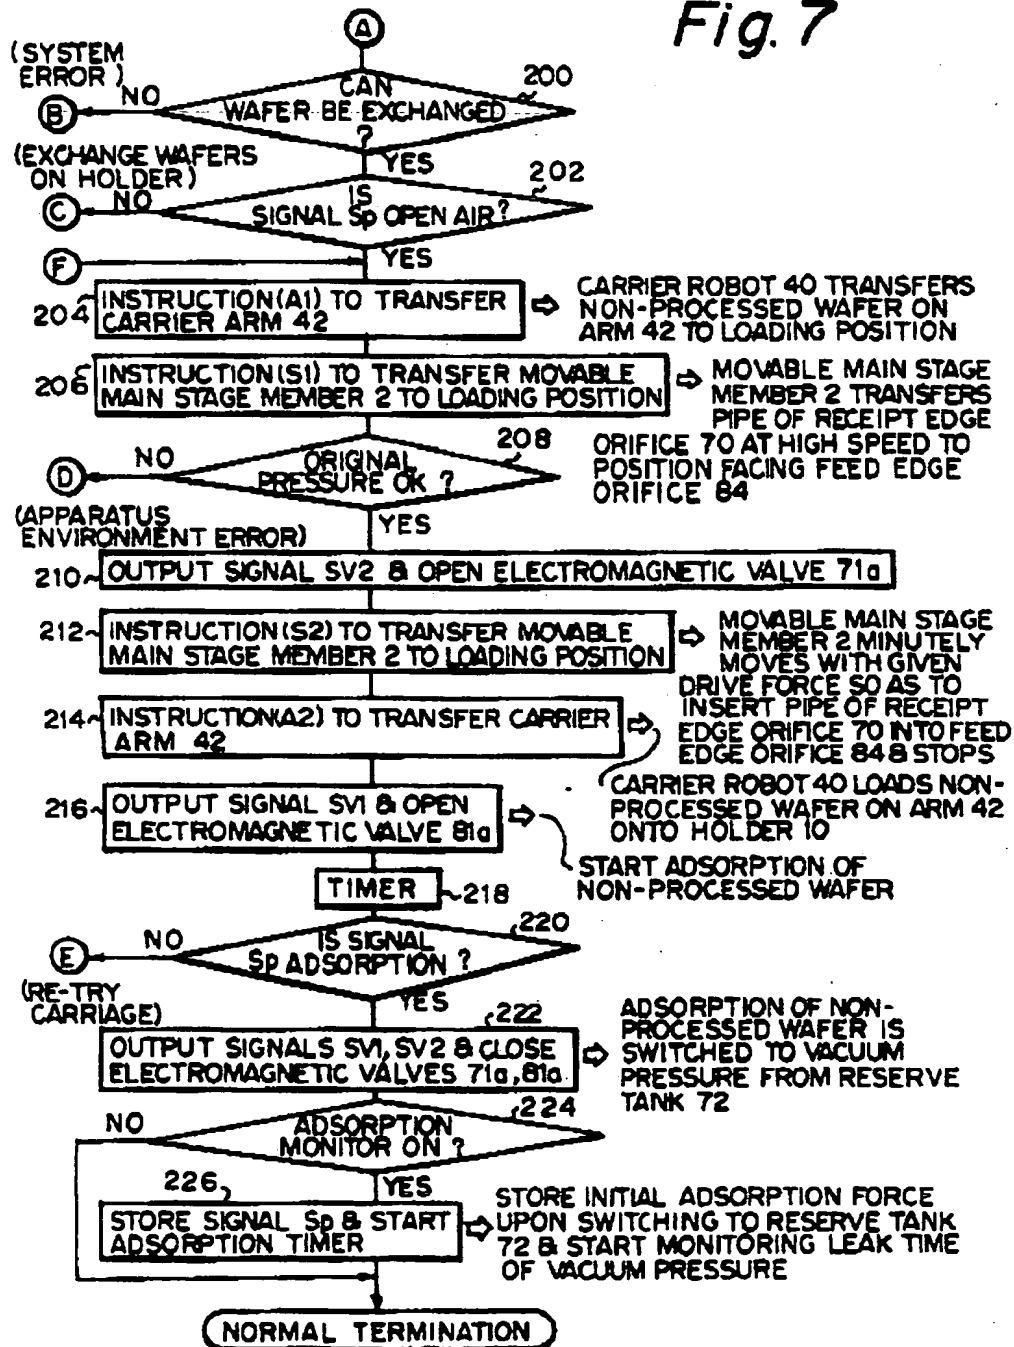 Fig. 7
A
(SYSTEM
ERROR)
NO
B
CAN
WAFER BE EXCHANGED
?
200
YES
(EXCHANGE WAFERS
ON HOLDER)
NO
C
IS
SIGNAL Sp OPEN AIR?
202
YES
F
204
INSTRUCTION(A1) TO TRANSFER
CARRIER ARM 42
CARRIER ROBOT 40 TRANSFERS
NON-PROCESSED WAFER ON
ARM 42 TO LOADING POSITION
206
INSTRUCTION(S1) TO TRANSFER MOVABLE
MAIN STAGE MEMBER 2 TO LOADING POSITION
MOVABLE MAIN STAGE
MEMBER 2 TRANSFERS
PIPE OF RECEIPT EDGE
ORIFICE 70 AT HIGH SPEED TO
POSITION FACING FEED EDGE
ORIFICE 84
208
NO
D
ORIGINAL
PRESSURE OK ?
YES
(APPARATUS
ENVIRONMENT ERROR)
210
OUTPUT SIGNAL SV2 & OPEN ELECTROMAGNETIC VALVE 71a
212
INSTRUCTION(S2) TO TRANSFER MOVABLE
MAIN STAGE MEMBER 2 TO LOADING POSITION
MOVABLE MAIN STAGE
MEMBER 2 MINUTELY
MOVES WITH GIVEN
DRIVE FORCE SO AS TO
INSERT PIPE OF RECEIPT
EDGE ORIFICE 70 INTO FEED
EDGE ORIFICE 84 & STOPS
214
INSTRUCTION(A2) TO TRANSFER CARRIER
ARM 42
CARRIER ROBOT 40 LOADS NON-
PROCESSED WAFER ON ARM 42
ONTO HOLDER 10
216
OUTPUT SIGNAL SV1 & OPEN
ELECTROMAGNETIC VALVE 81a
START ADSORPTION OF
NON-PROCESSED WAFER
TIMER
218
220
NO
E
IS SIGNAL
Sp ADSORPTION ?
YES
(RE-TRY
CARRIAGE)
222
OUTPUT SIGNALS SV1, SV2 & CLOSE
ELECTROMAGNETIC VALVES 71a, 81a
ADSORPTION OF NON-
PROCESSED WAFER IS
SWITCHED TO VACUUM
PRESSURE FROM RESERVE
TANK 72
224
NO
ADSORPTION
MONITOR ON ?
YES
226
STORE SIGNAL Sp & START
ADSORPTION TIMER
STORE INITIAL ADSORPTION FORCE
UPON SWITCHING TO RESERVE TANK
72 & START MONITORING LEAK TIME
OF VACUUM PRESSURE
NORMAL TERMINATION